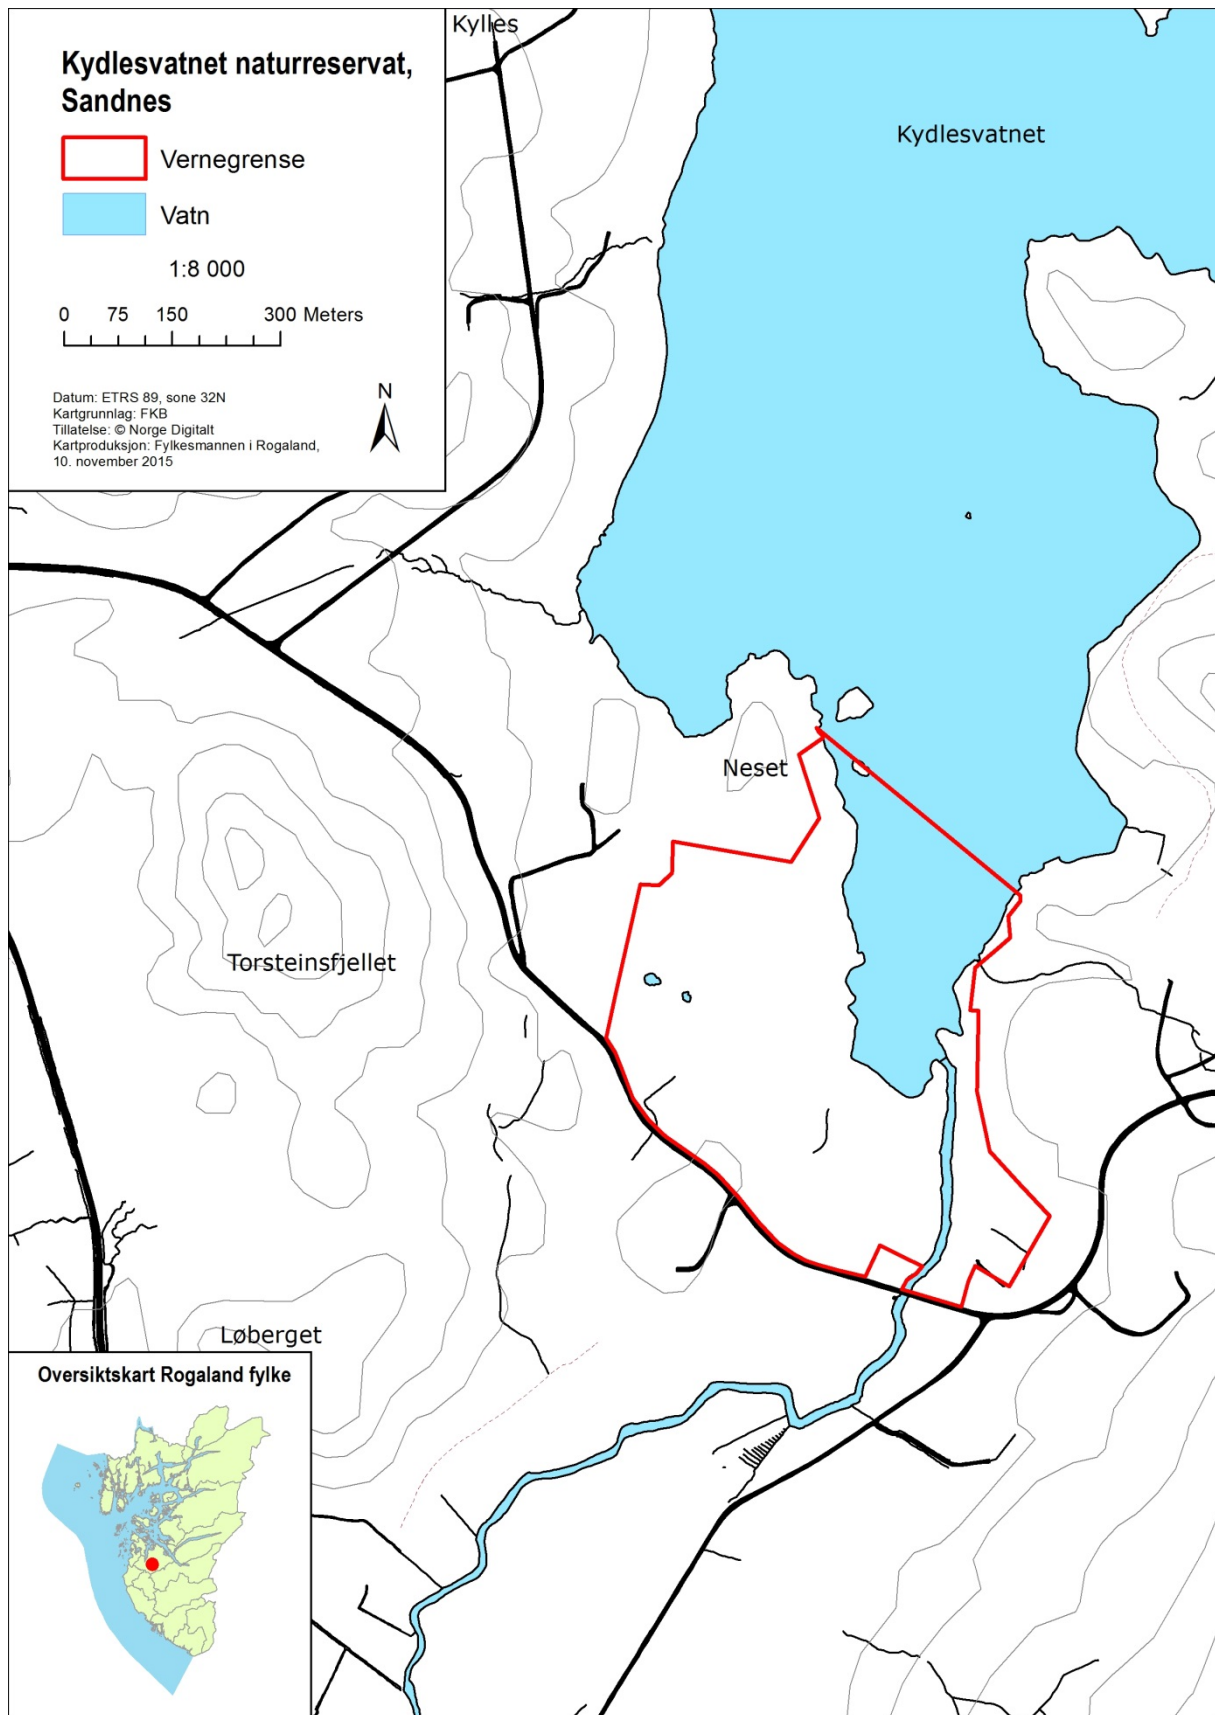 Kydlesvatnet naturreservat,
Sandnes
Vernegrense
Vatn
1:8 000
0 75 150 300 Meters
Datum: ETRS 89, sone 32N
Kartgrunnlag: FKB
Tillatelse: © Norge Digitalt
Kartproduksjon: Fylkesmannen i Rogaland,
10. november 2015
N
Kylles
Kydlesvatnet
Neset
Torsteinsfjellet
Løberget
Oversiktskart Rogaland fylke